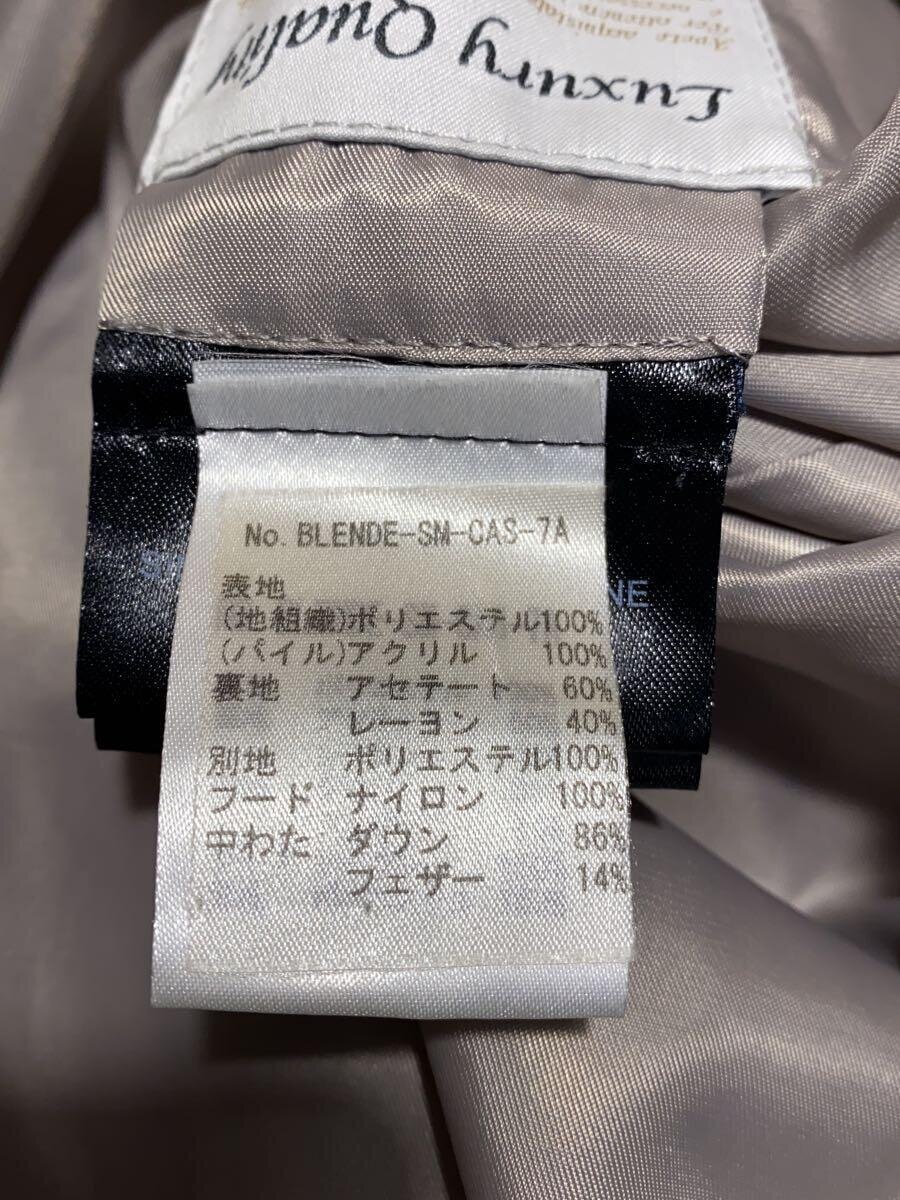 Luxury Quality
No. BLENDE-SM-CAS-7A
表地
(地組織)ポリエステル100%
(パイル)アクリル 100%
裏地 アセテート 60%
レーヨン 40%
別地 ポリエステル100%
フード ナイロン 100%
中わた ダウン 86%
フェザー 14%